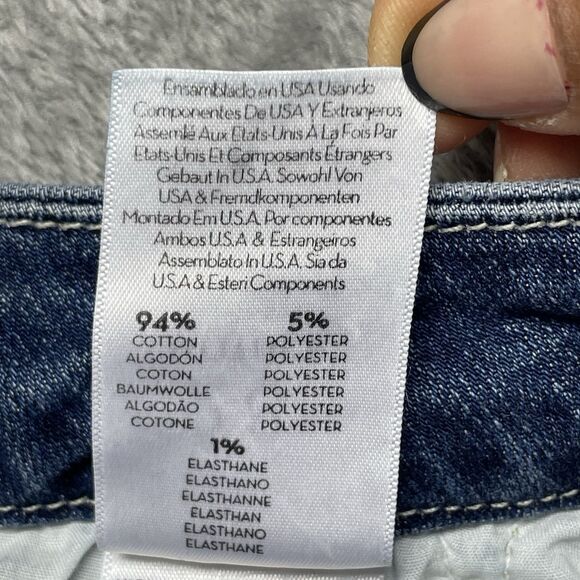 Ensamblado en USA Usando
Componentes De USA Y Extranjeros
Assemlé Aux Etats-Unis À La Fois Par
Etats-Unis Et Composants Étrangers
Gebaut In U.S.A. Sowohl Von
USA & Fremdkomponenten
Montado Em U.S.A. Por componentes
Ambos U.S.A & Estrangeiros
Assemblato In U.S.A. Sia da
U.S.A & Esteri Components
94%
COTTON
ALGODÓN
COTON
BAUMWOLLE
ALGODÃO
COTONE
5%
POLYESTER
POLYESTER
POLYESTER
POLYESTER
POLYESTER
POLYESTER
1%
ELASTHANE
ELASTHANO
ELASTHANNE
ELASTHAN
ELASTHANO
ELASTHANE